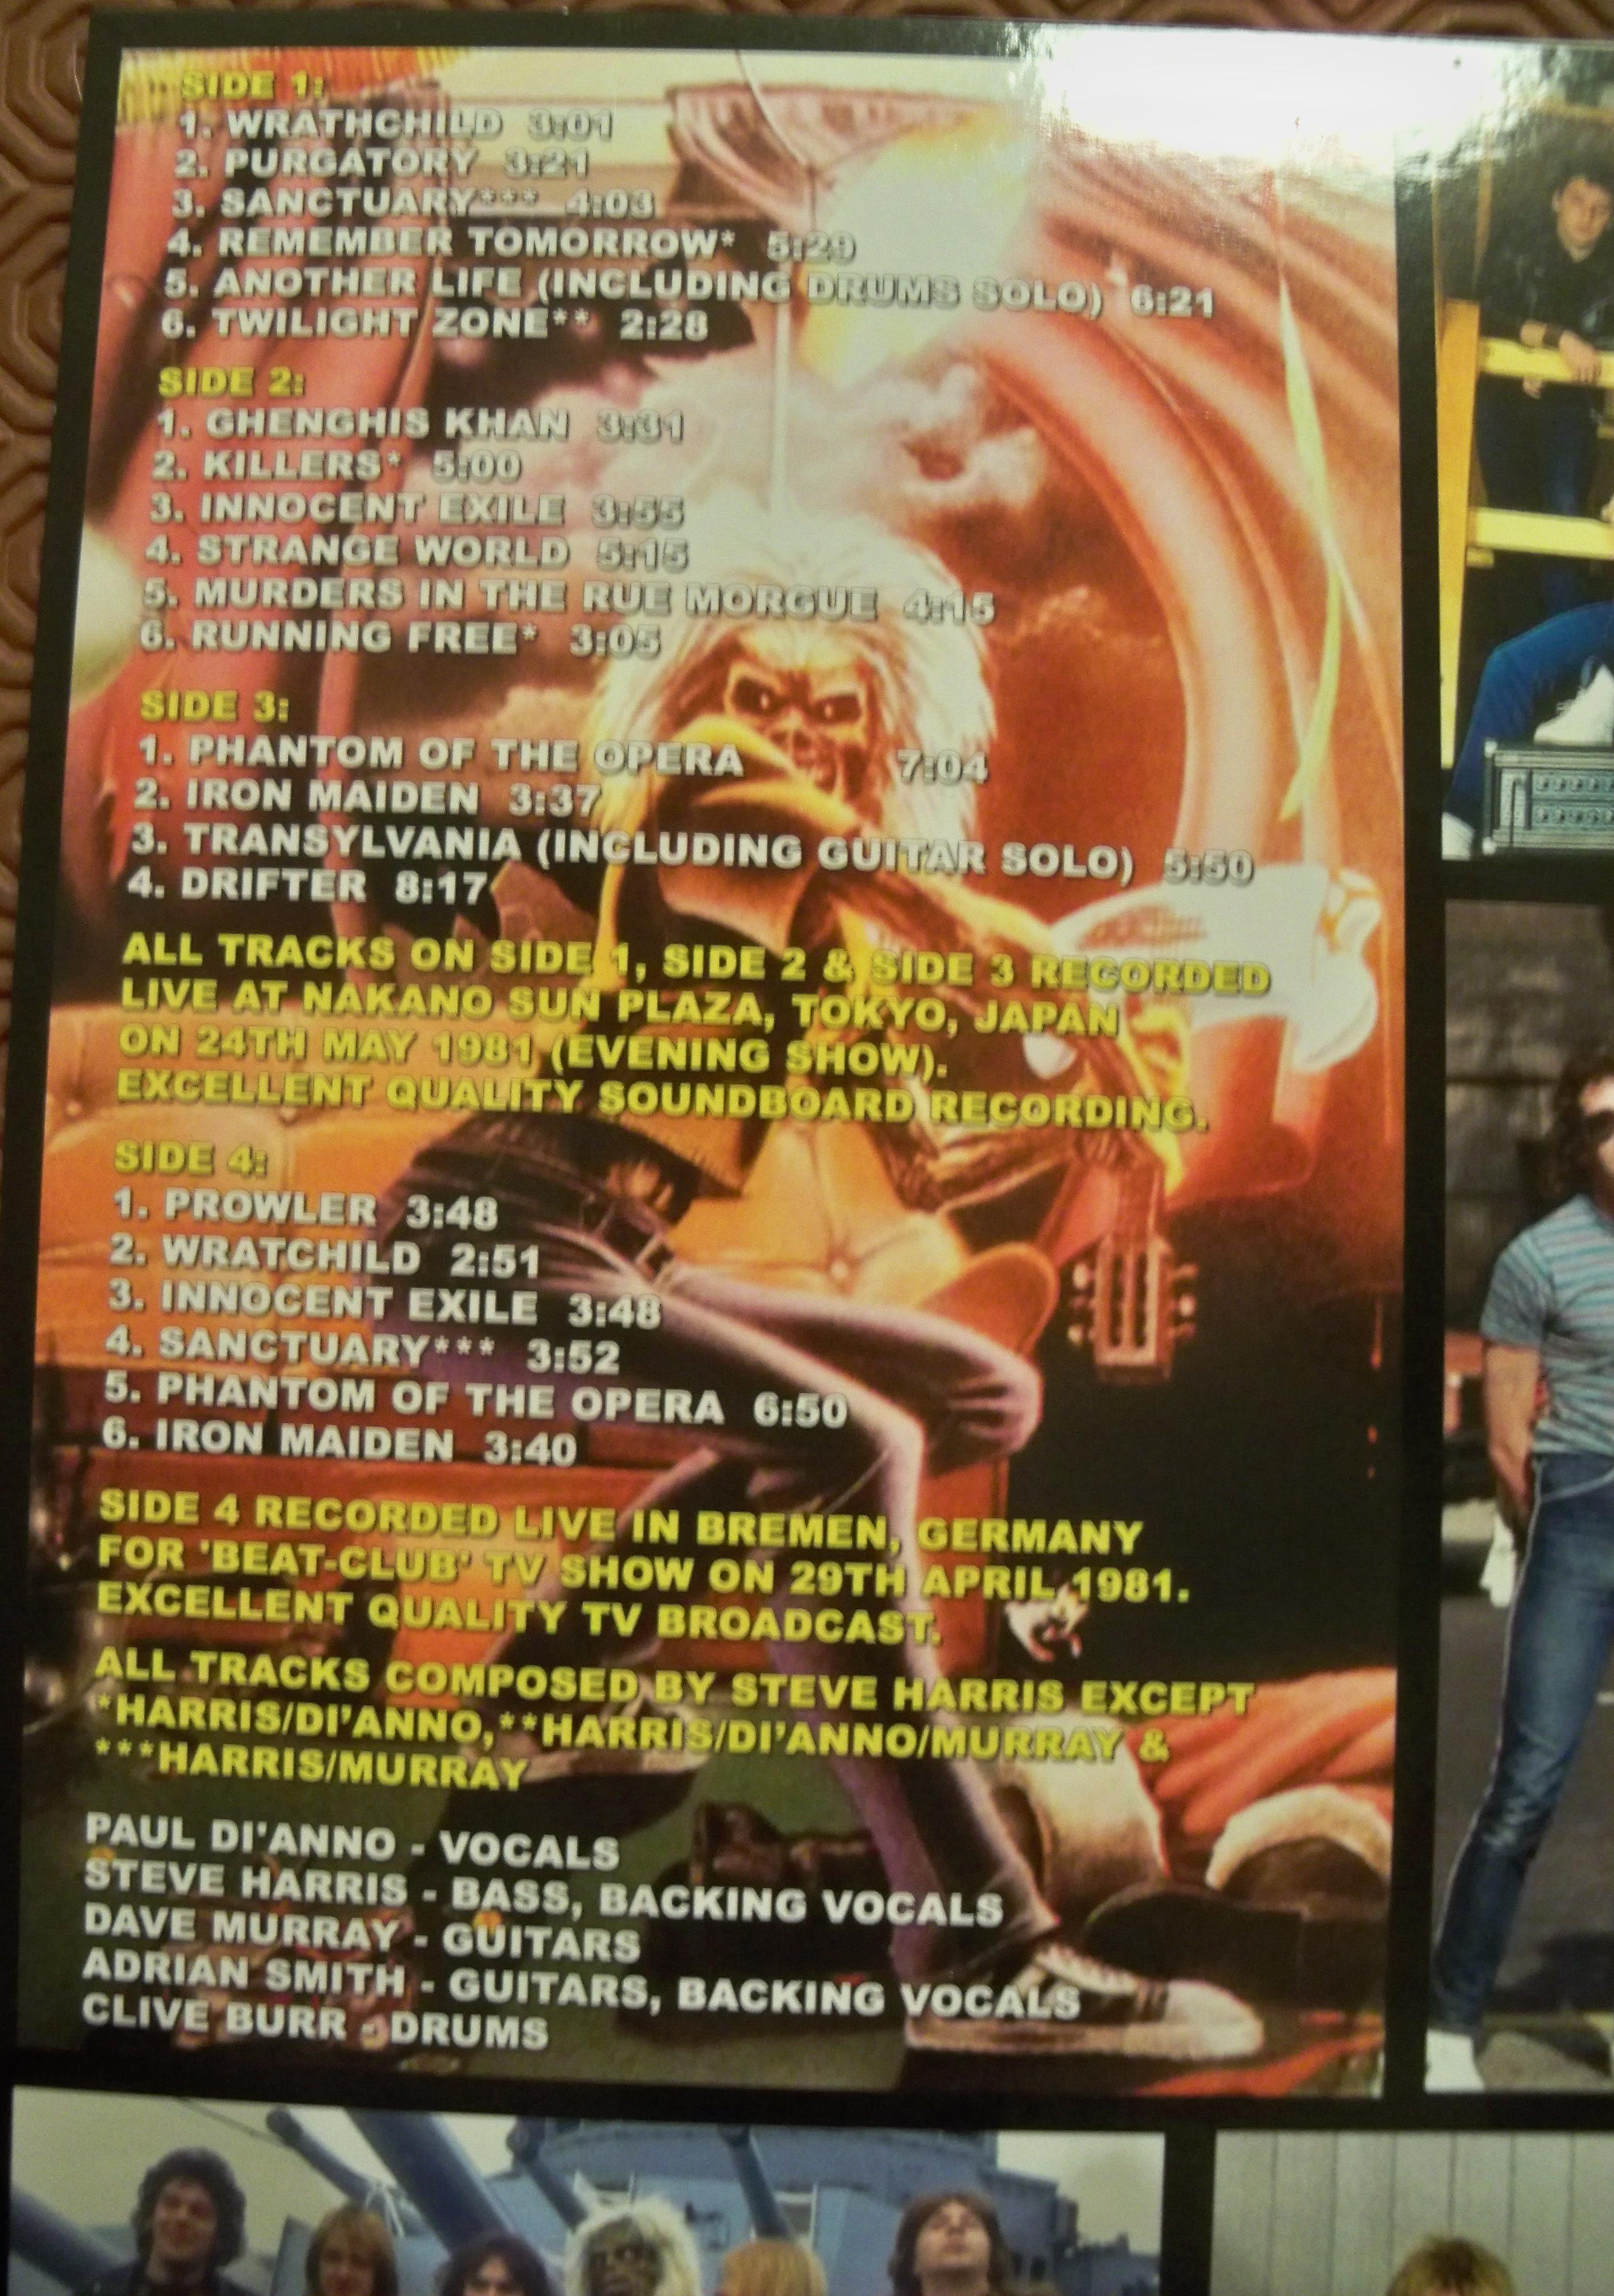 SIDE 1:
1. WRATHCHILD 3:01
2. PURGATORY 3:21
3. SANCTUARY*** 4:03
4. REMEMBER TOMORROW* 5:29
5. ANOTHER LIFE (INCLUDING DRUMS SOLO) 6:21
6. TWILIGHT ZONE** 2:28
SIDE 2:
1. GHENGHIS KHAN 3:31
2. KILLERS* 5:00
3. INNOCENT EXILE 3:55
4. STRANGE WORLD 5:15
5. MURDERS IN THE RUE MORGUE 4:15
6. RUNNING FREE* 3:05
SIDE 3:
1. PHANTOM OF THE OPERA 7:04
2. IRON MAIDEN 3:37
3. TRANSYLVANIA (INCLUDING GUITAR SOLO) 5:50
4. DRIFTER 8:17
ALL TRACKS ON SIDE 1, SIDE 2 & SIDE 3 RECORDED
LIVE AT NAKANO SUN PLAZA, TOKYO, JAPAN
ON 24TH MAY 1981 (EVENING SHOW).
EXCELLENT QUALITY SOUNDBOARD RECORDING.
SIDE 4:
1. PROWLER 3:48
2. WRATCHILD 2:51
3. INNOCENT EXILE 3:48
4. SANCTUARY*** 3:52
5. PHANTOM OF THE OPERA 6:50
6. IRON MAIDEN 3:40
SIDE 4 RECORDED LIVE IN BREMEN, GERMANY
FOR 'BEAT-CLUB' TV SHOW ON 29TH APRIL 1981.
EXCELLENT QUALITY TV BROADCAST.
ALL TRACKS COMPOSED BY STEVE HARRIS EXCEPT
*HARRIS/DI'ANNO,**HARRIS/DI'ANNO/MURRAY &
***HARRIS/MURRAY
PAUL DI'ANNO - VOCALS
STEVE HARRIS - BASS, BACKING VOCALS
DAVE MURRAY - GUITARS
ADRIAN SMITH - GUITARS, BACKING VOCALS
CLIVE BURR - DRUMS